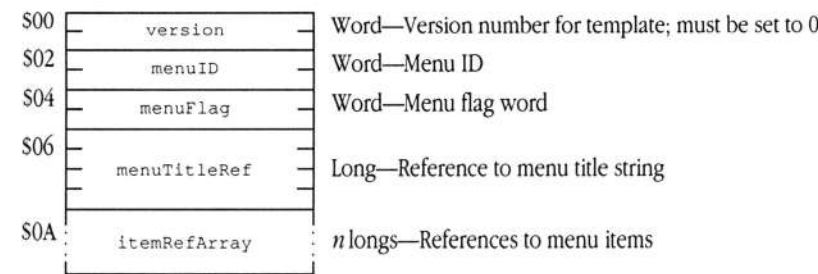 $00 version Word—Version number for template; must be set to 0
$02 menuID Word—Menu ID
$04 menuFlag Word—Menu flag word
$06 menuTitleRef Long—Reference to menu title string
$0A itemRefArray n longs—References to menu items